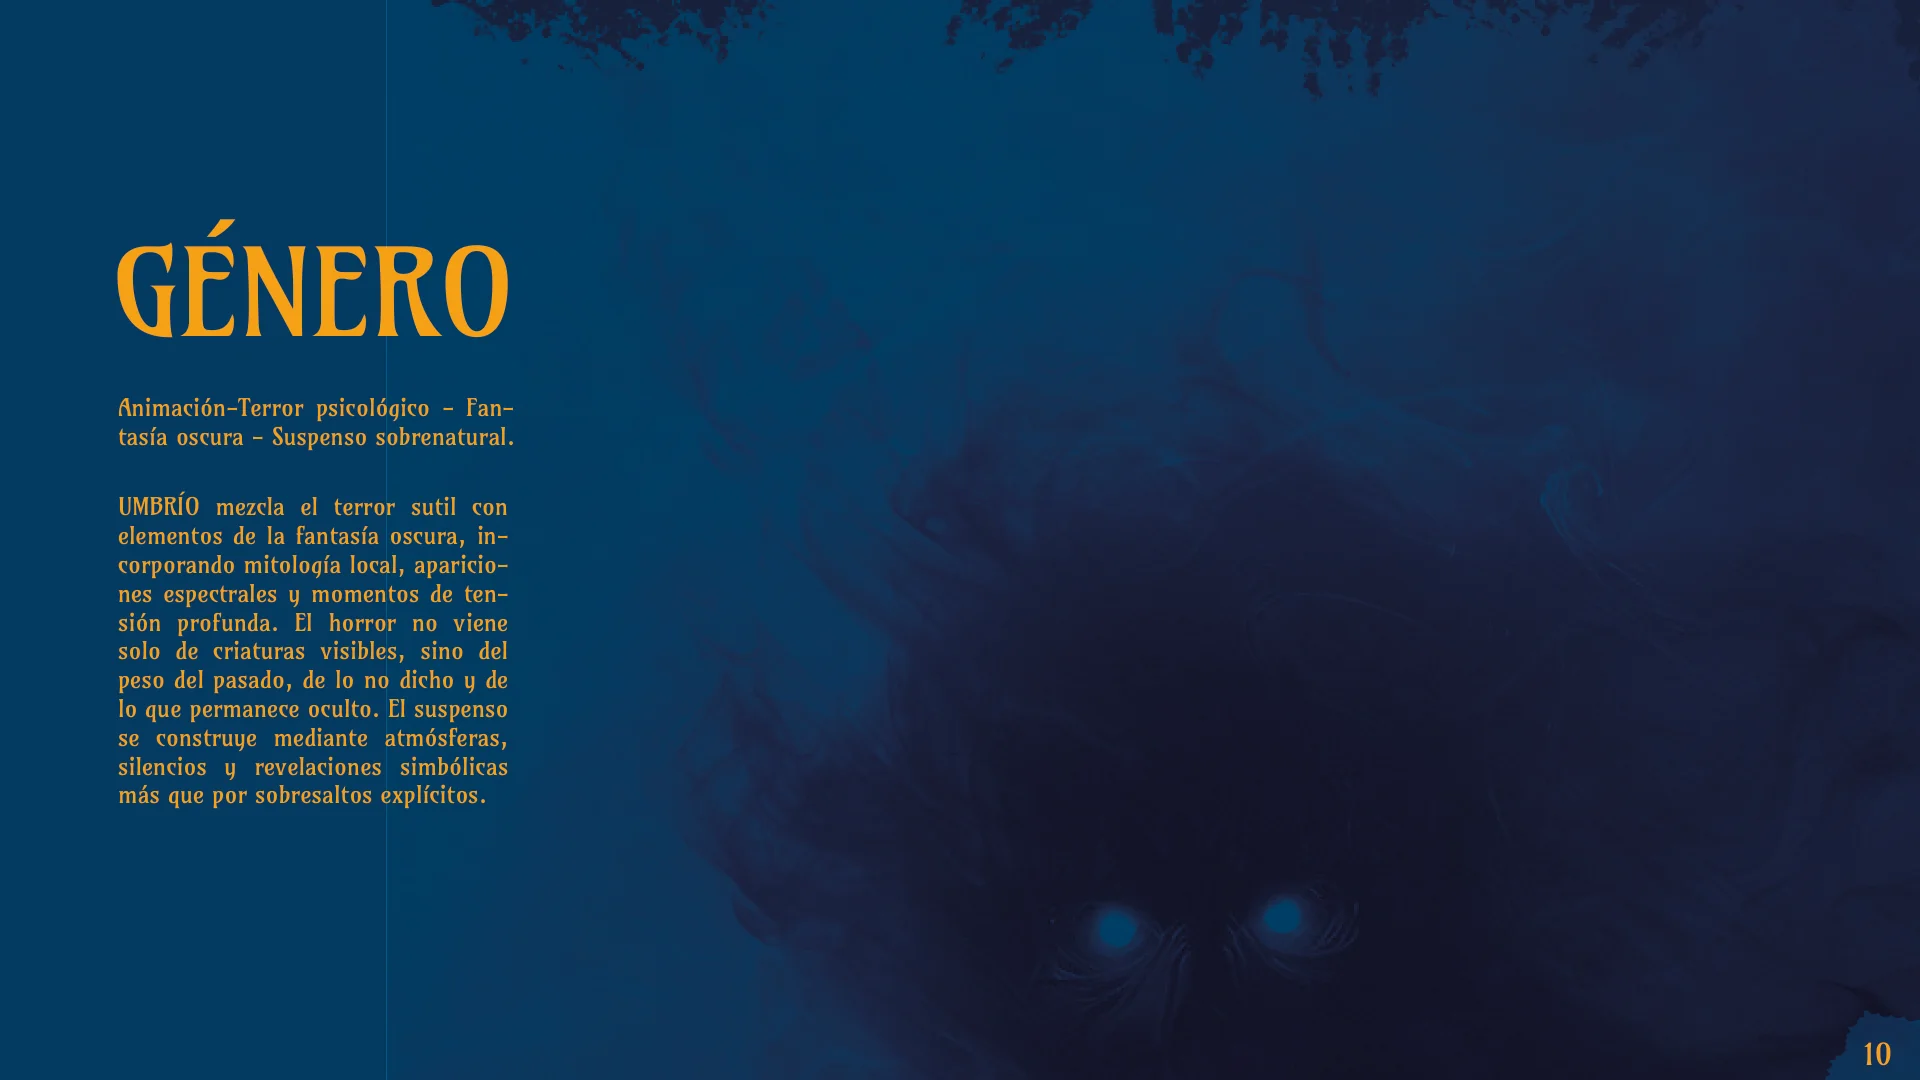 GÉNERO
Animación-Terror psicológico - Fan-
tasía oscura - Suspenso sobrenatural.
UMBRÍO mezcla el terror sutil con
elementos de la fantasía oscura, in-
corporando mitología local, aparicio-
nes espectrales y momentos de ten-
sión profunda. El horror no viene
solo de criaturas visibles, sino del
peso del pasado, de lo no dicho y de
lo que permanece oculto. El suspenso
se construye mediante atmósferas,
silencios y revelaciones simbólicas
más que por sobresaltos explícitos.
10